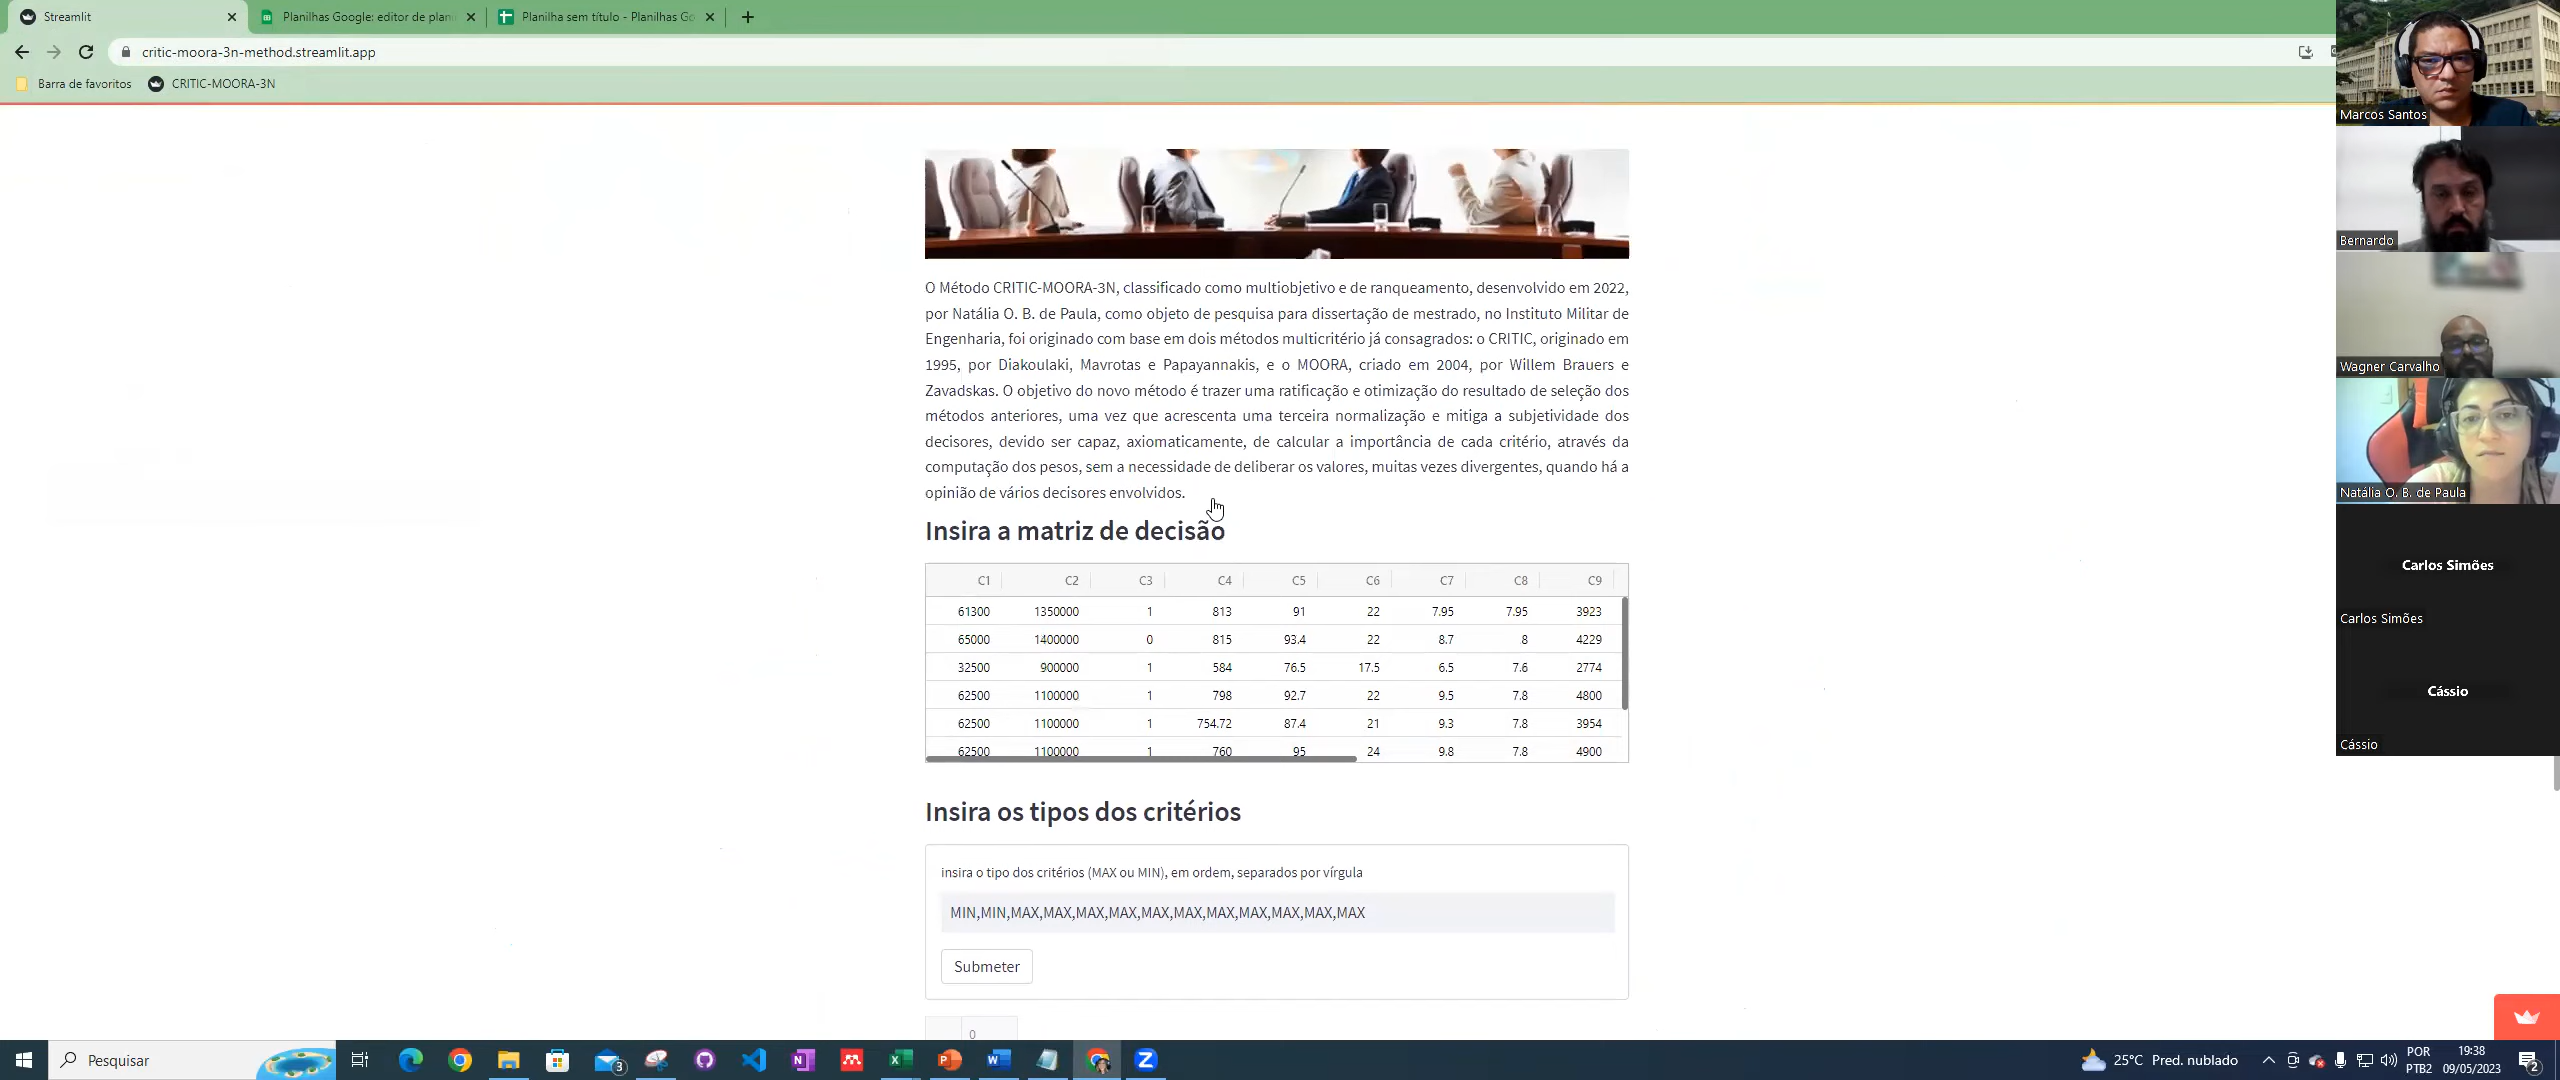 Streamlit
Planilhas Google: editor de plani
Planilha sem título - Planilhas Go
critic-moora-3n-method.streamlit.app
Barra de favoritos
CRITIC-MOORA-3N
O Método CRITIC-MOORA-3N, classificado como multiobjetivo e de ranqueamento, desenvolvido em 2022,
por Natália O. B. de Paula, como objeto de pesquisa para dissertação de mestrado, no Instituto Militar de
Engenharia, foi originado com base em dois métodos multicritério já consagrados: o CRITIC, originado em
1995, por Diakoulaki, Mavrotas e Papayannakis, e o MOORA, criado em 2004, por Willem Brauers e
Zavadskas. O objetivo do novo método é trazer uma ratificação e otimização do resultado de seleção dos
métodos anteriores, uma vez que acrescenta uma terceira normalização e mitiga a subjetividade dos
decisores, devido ser capaz, axiomaticamente, de calcular a importância de cada critério, através da
computação dos pesos, sem a necessidade de deliberar os valores, muitas vezes divergentes, quando há a
opinião de vários decisores envolvidos.
Insira a matriz de decisão
C1 C2 C3 C4 C5 C6 C7 C8 C9
61300 1350000 1 813 91 22 7.95 7.95 3923
65000 1400000 0 815 93.4 22 8.7 8 4229
32500 900000 1 584 76.5 17.5 6.5 7.6 2774
62500 1100000 1 798 92.7 22 9.5 7.8 4800
62500 1100000 1 754.72 87.4 21 9.3 7.8 3954
62500 1100000 1 760 95 24 9.8 7.8 4900
Insira os tipos dos critérios
insira o tipo dos critérios (MAX ou MIN), em ordem, separados por vírgula
MIN,MIN,MAX,MAX,MAX,MAX,MAX,MAX,MAX,MAX,MAX,MAX,MAX
Submeter
0
Marcos Santos
Bernardo
Wagner Carvalho
Natália O. B. de Paula
Carlos Simões
Carlos Simões
Cássio
Cássio
Pesquisar
3
25°C Pred. nublado
POR
PTB2
19:38
09/05/2023
2